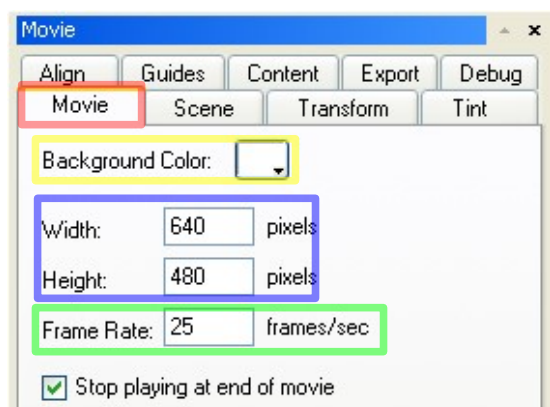 Movie
Align Guides Content Export Debug
Movie Scene Transform Tint
Background Color:
Width: 640 pixels
Height: 480 pixels
Frame Rate: 25 frames/sec
Stop playing at end of movie